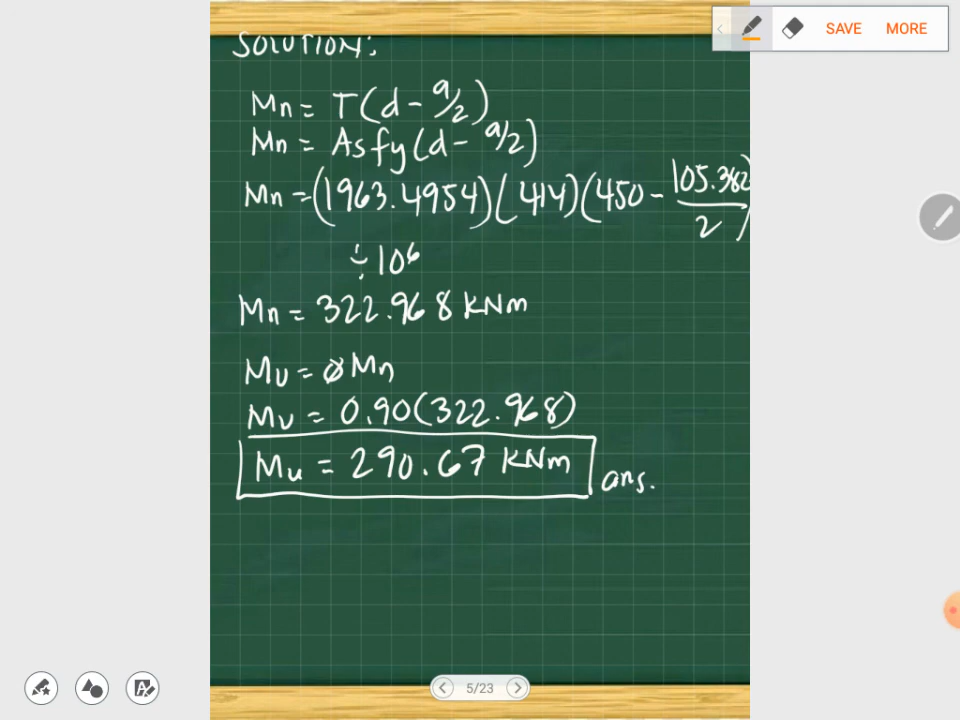 SAVE MORE
SOLUTION:
Mn = T(d - a/2)
Mn = Asfy(d - a/2)
Mn = (1963.4954)(414)(450 - 105.382/2)
÷ 10⁶
Mn = 322.968 KNm
Mu = ØMn
Mu = 0.90(322.968)
Mu = 290.67 KNm ans.
5/23